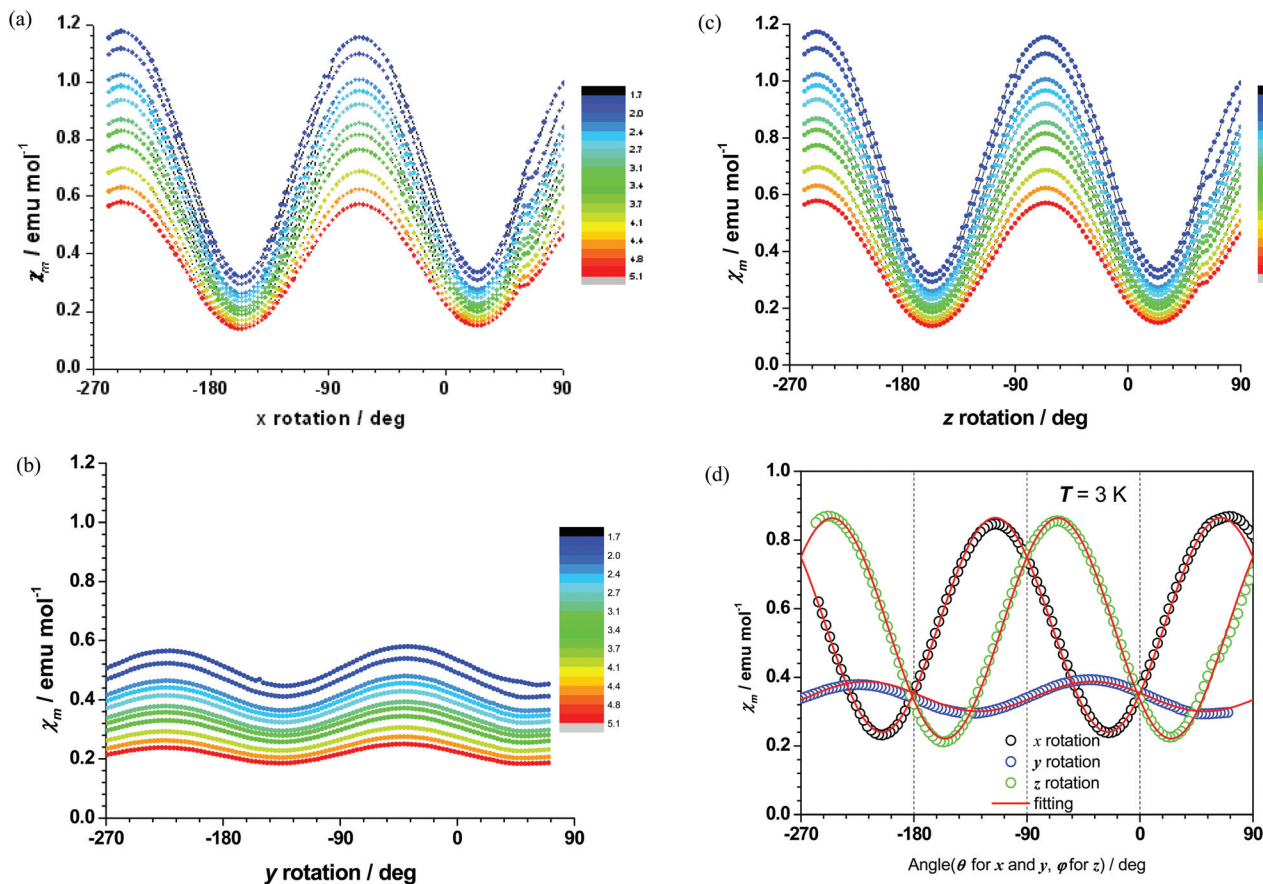 (a)
1.2
1.0
0.8
0.6
0.4
0.2
0.0
χm / emu mol-1
-270 -180 -90 0 90
x rotation / deg
1.7
2.0
2.4
2.7
3.1
3.4
3.7
4.1
4.4
4.8
5.1
(c)
1.2
1.0
0.8
0.6
0.4
0.2
0.0
χm / emu mol-1
-270 -180 -90 0 90
z rotation / deg
(b)
1.2
1.0
0.8
0.6
0.4
0.2
0.0
χm / emu mol-1
-270 -180 -90 0 90
y rotation / deg
1.7
2.0
2.4
2.7
3.1
3.4
3.7
4.1
4.4
4.8
5.1
(d)
1.0
0.8
0.6
0.4
0.2
0.0
χm / emu mol-1
T = 3 K
x rotation
y rotation
z rotation
fitting
-270 -180 -90 0 90
Angle(θ for x and y, φ for z) / deg